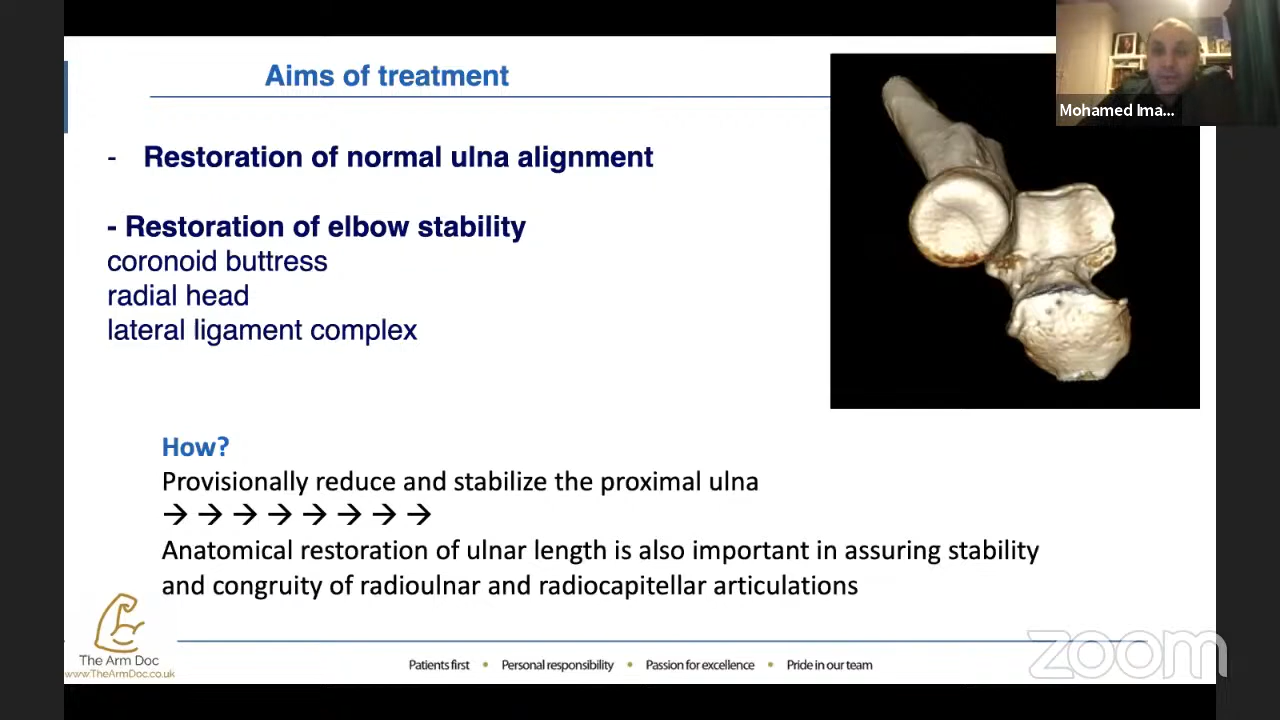 Aims of treatment
Mohamed Ima...
- Restoration of normal ulna alignment
- Restoration of elbow stability
coronoid buttress
radial head
lateral ligament complex
How?
Provisionally reduce and stabilize the proximal ulna
→ → → → → → → →
Anatomical restoration of ulnar length is also important in assuring stability
and congruity of radioulnar and radiocapitellar articulations
The Arm Doc
www.TheArmDoc.co.uk
Patients first • Personal responsibility • Passion for excellence • Pride in our team
zoom